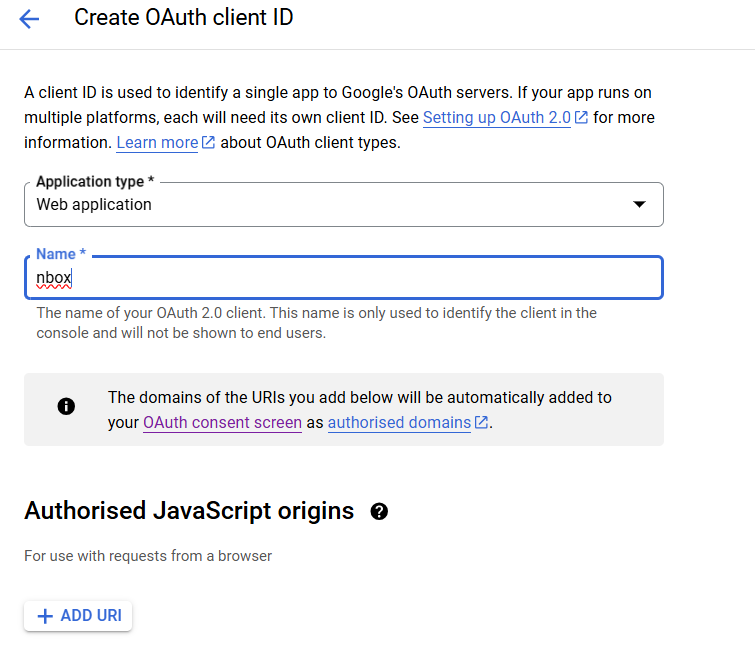 Create OAuth client ID
A client ID is used to identify a single app to Google's OAuth servers. If your app runs on
multiple platforms, each will need its own client ID. See Setting up OAuth 2.0 for more
information. Learn more about OAuth client types.
Application type *
Web application
Name *
nbox
The name of your OAuth 2.0 client. This name is only used to identify the client in the
console and will not be shown to end users.
The domains of the URIs you add below will be automatically added to
your OAuth consent screen as authorised domains.
Authorised JavaScript origins
For use with requests from a browser
ADD URI